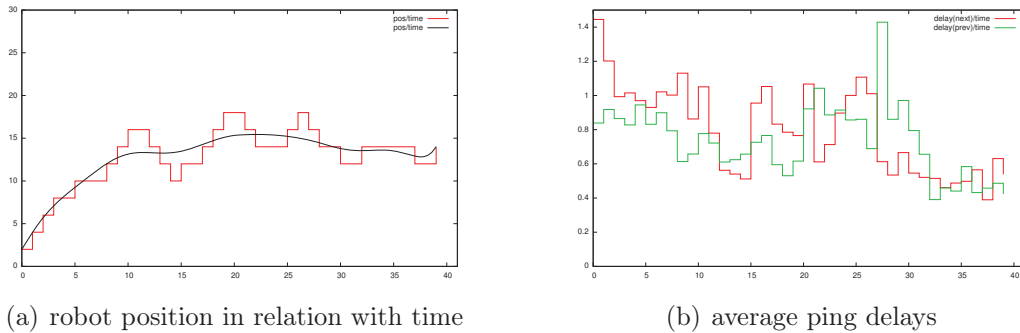 pos/time
pos/time
30
25
20
15
10
5
0
0 5 10 15 20 25 30 35 40
(a) robot position in relation with time
delay(next)/time
delay(prev)/time
1.4
1.2
1
0.8
0.6
0.4
0.2
0
0 5 10 15 20 25 30 35 40
(b) average ping delays